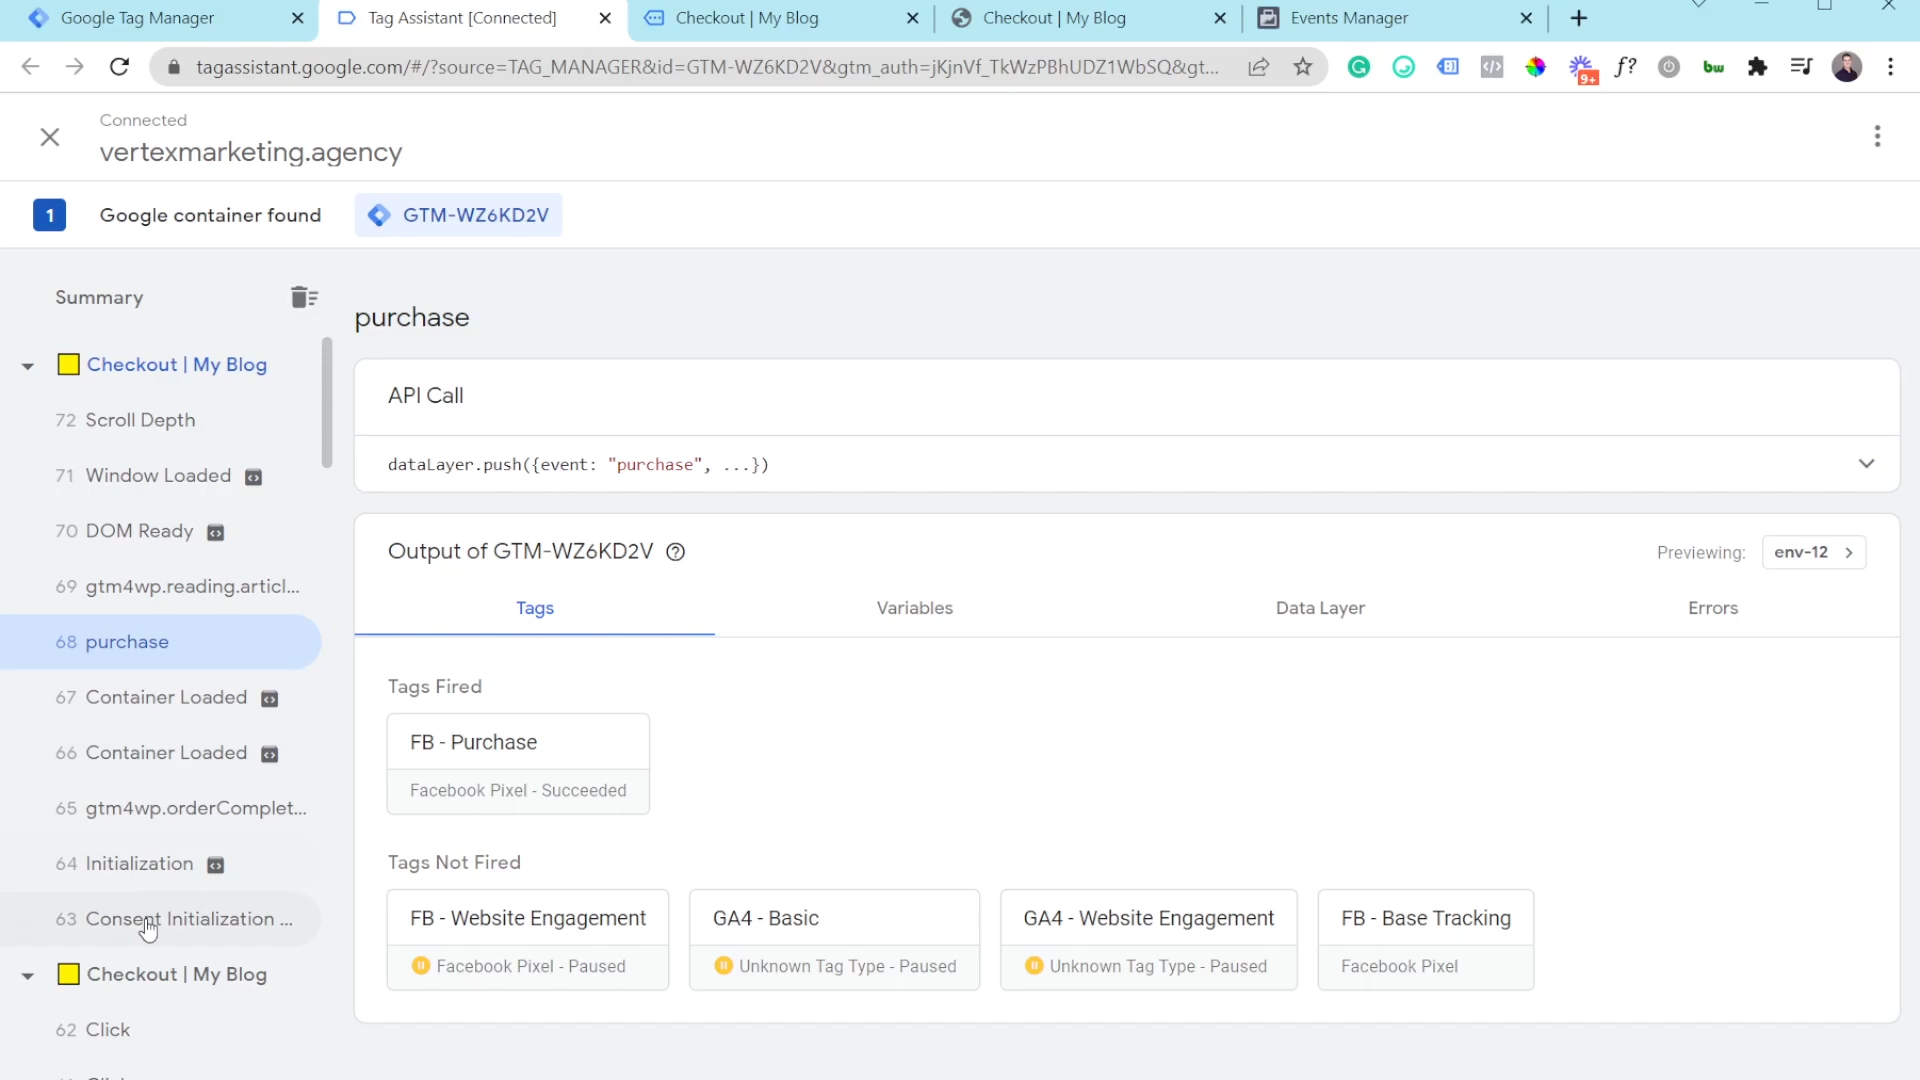 Google Tag Manager
Tag Assistant [Connected]
Checkout | My Blog
Checkout | My Blog
Events Manager
tagassistant.google.com/#/?source=TAG_MANAGER&id=GTM-WZ6KD2V&gtm_auth=jKjnVf_TkWzPBhUDZ1WbSQ&gt...
9+
f?
bw
Connected
vertexmarketing.agency
1 Google container found GTM-WZ6KD2V
Summary
Checkout | My Blog
72 Scroll Depth
71 Window Loaded
70 DOM Ready
69 gtm4wp.reading.articl...
68 purchase
67 Container Loaded
66 Container Loaded
65 gtm4wp.orderComplet...
64 Initialization
63 Consent Initialization ...
Checkout | My Blog
62 Click
purchase
API Call
dataLayer.push({event: "purchase", ...})
Output of GTM-WZ6KD2V
Previewing: env-12
Tags Variables Data Layer Errors
Tags Fired
FB - Purchase
Facebook Pixel - Succeeded
Tags Not Fired
FB - Website Engagement
Facebook Pixel - Paused
GA4 - Basic
Unknown Tag Type - Paused
GA4 - Website Engagement
Unknown Tag Type - Paused
FB - Base Tracking
Facebook Pixel